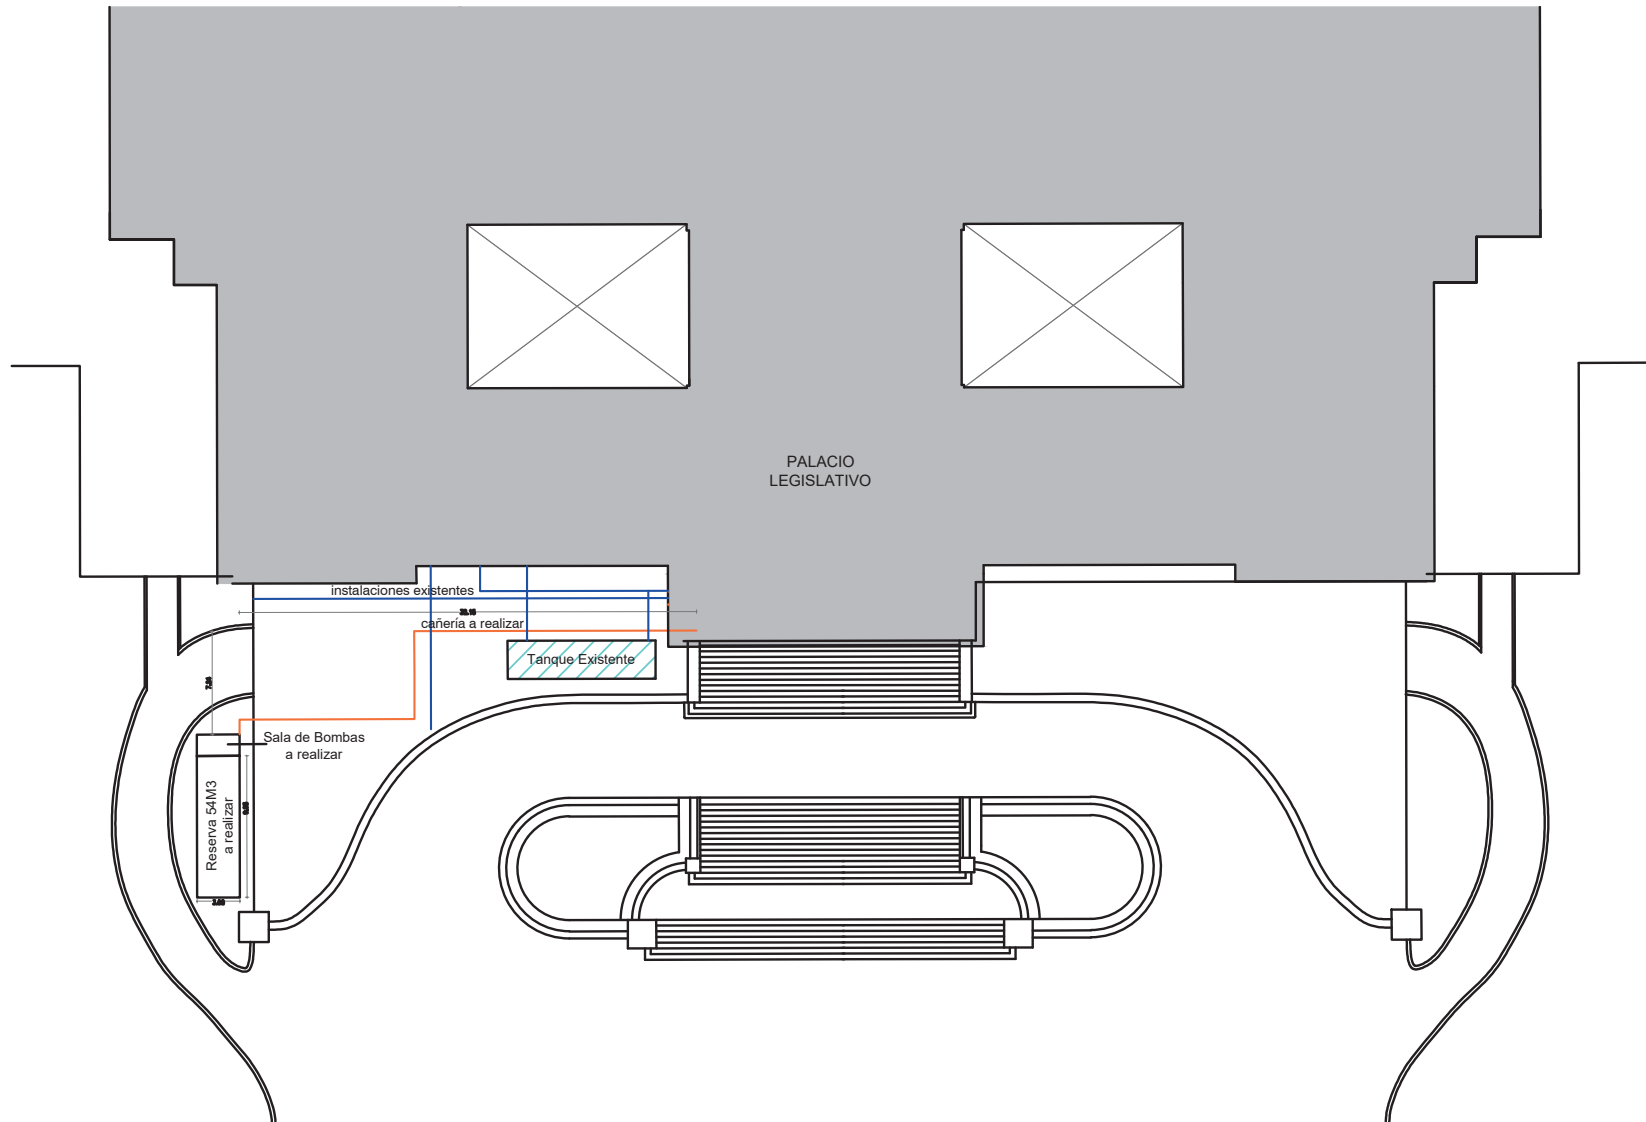 PALACIO
LEGISLATIVO
instalaciones existentes
cañería a realizar
Tanque Existente
Sala de Bombas
a realizar
Reserva 54M3
a realizar